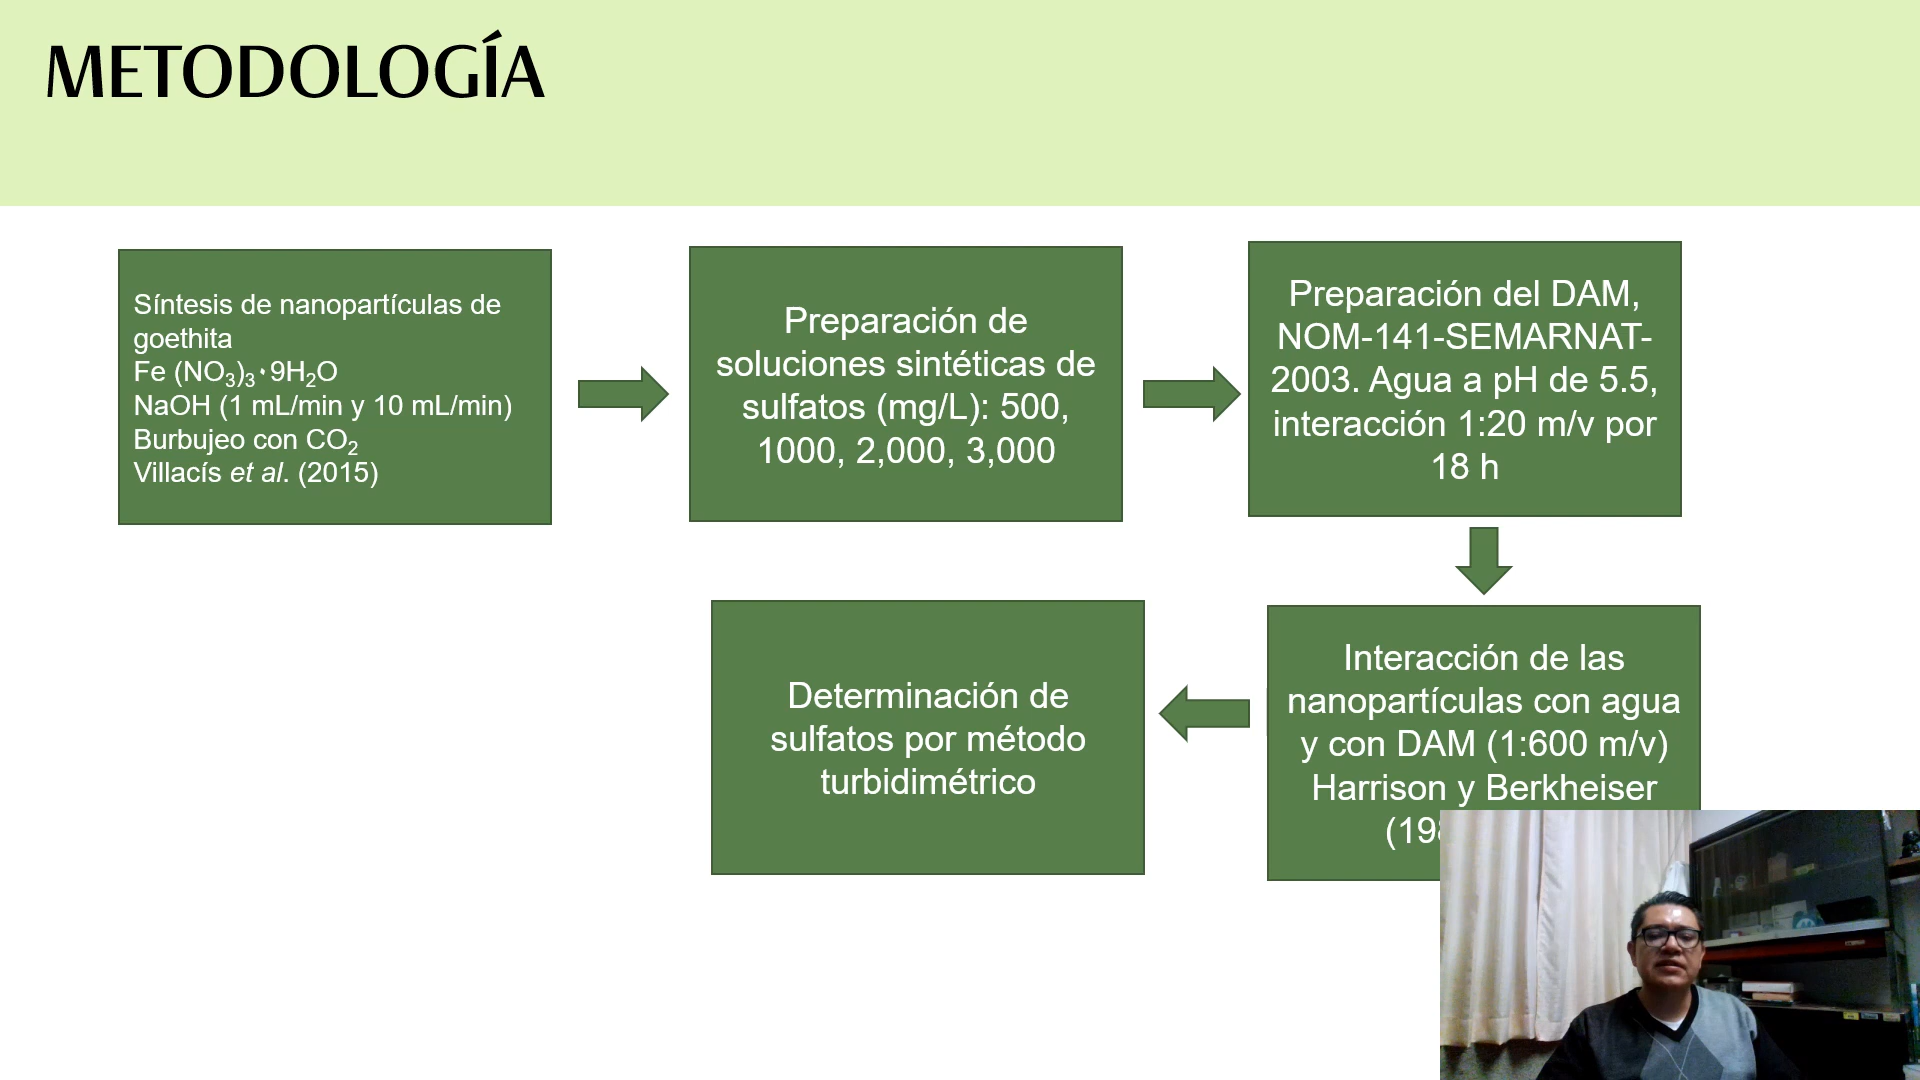 METODOLOGÍA
Síntesis de nanopartículas de
goethita
Fe (NO₃)₃·9H₂O
NaOH (1 mL/min y 10 mL/min)
Burbujeo con CO₂
Villacís et al. (2015)
Preparación de
soluciones sintéticas de
sulfatos (mg/L): 500,
1000, 2,000, 3,000
Preparación del DAM,
NOM-141-SEMARNAT-
2003. Agua a pH de 5.5,
interacción 1:20 m/v por
18 h
Interacción de las
nanopartículas con agua
y con DAM (1:600 m/v)
Harrison y Berkheiser
Determinación de
sulfatos por método
turbidimétrico